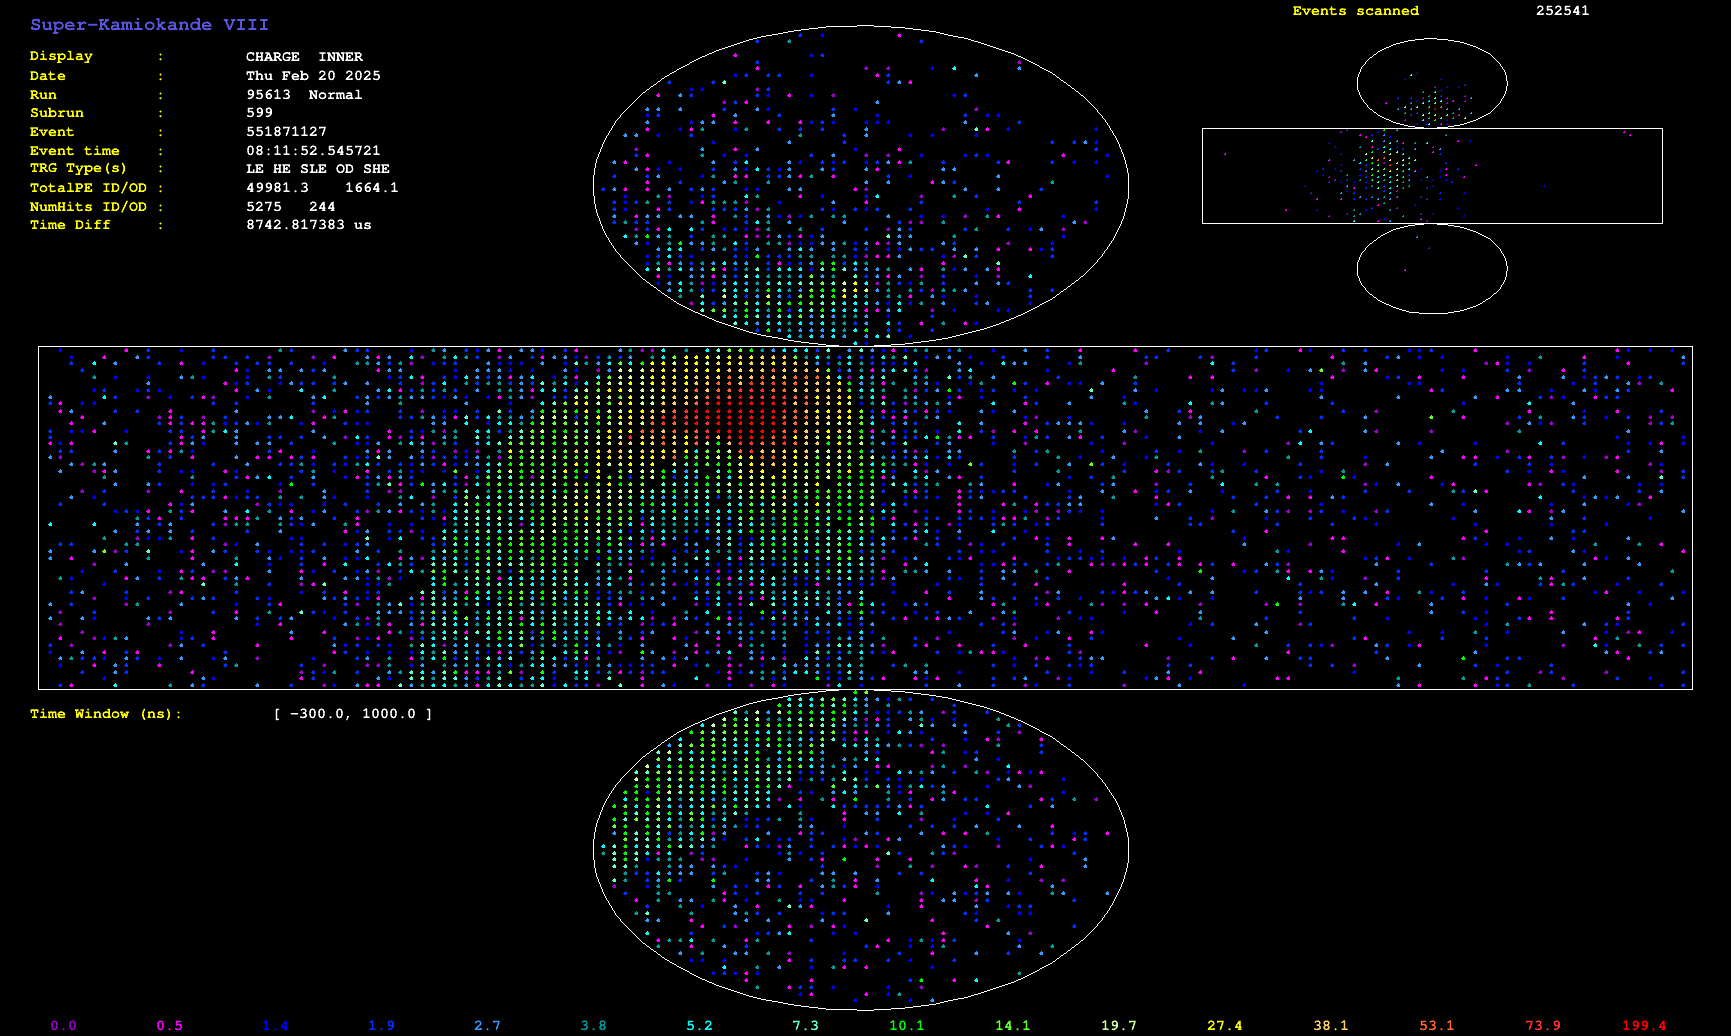 Super-Kamiokande VIII
Events scanned 252541
Display : CHARGE INNER
Date : Thu Feb 20 2025
Run : 95613 Normal
Subrun : 599
Event : 551871127
Event time : 08:11:52.545721
TRG Type(s) : LE HE SLE OD SHE
TotalPE ID/OD : 49981.3 1664.1
NumHits ID/OD : 5275 244
Time Diff : 8742.817383 us
Time Window (ns): [ -300.0, 1000.0 ]
0.0 0.5 1.4 1.9 2.7 3.8 5.2 7.3 10.1 14.1 19.7 27.4 38.1 53.1 73.9 199.4